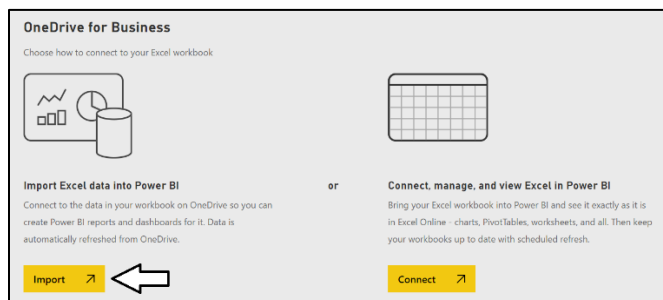 OneDrive for Business
Choose how to connect to your Excel workbook
Import Excel data into Power BI
Connect to the data in your workbook on OneDrive so you can
create Power BI reports and dashboards for it. Data is
automatically refreshed from OneDrive.
Import
or
Connect, manage, and view Excel in Power BI
Bring your Excel workbook into Power BI and see it exactly as it is
in Excel Online - charts, PivotTables, worksheets, and all. Then keep
your workbooks up to date with scheduled refresh.
Connect